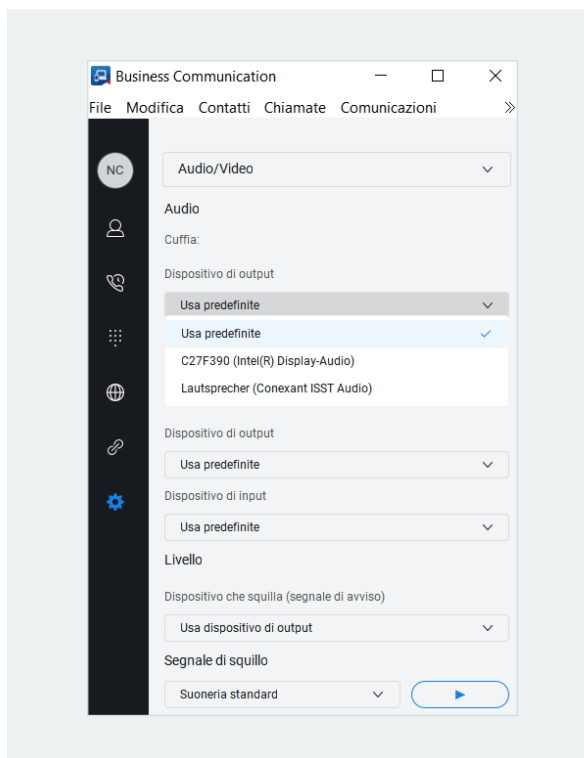 Business Communication
File Modifica Contatti Chiamate Comunicazioni
NC
Audio/Video
Audio
Cuffia:
Dispositivo di output
Usa predefinite
Usa predefinite
C27F390 (Intel(R) Display-Audio)
Lautsprecher (Conexant ISST Audio)
Dispositivo di output
Usa predefinite
Dispositivo di input
Usa predefinite
Livello
Dispositivo che squilla (segnale di avviso)
Usa dispositivo di output
Segnale di squillo
Suoneria standard